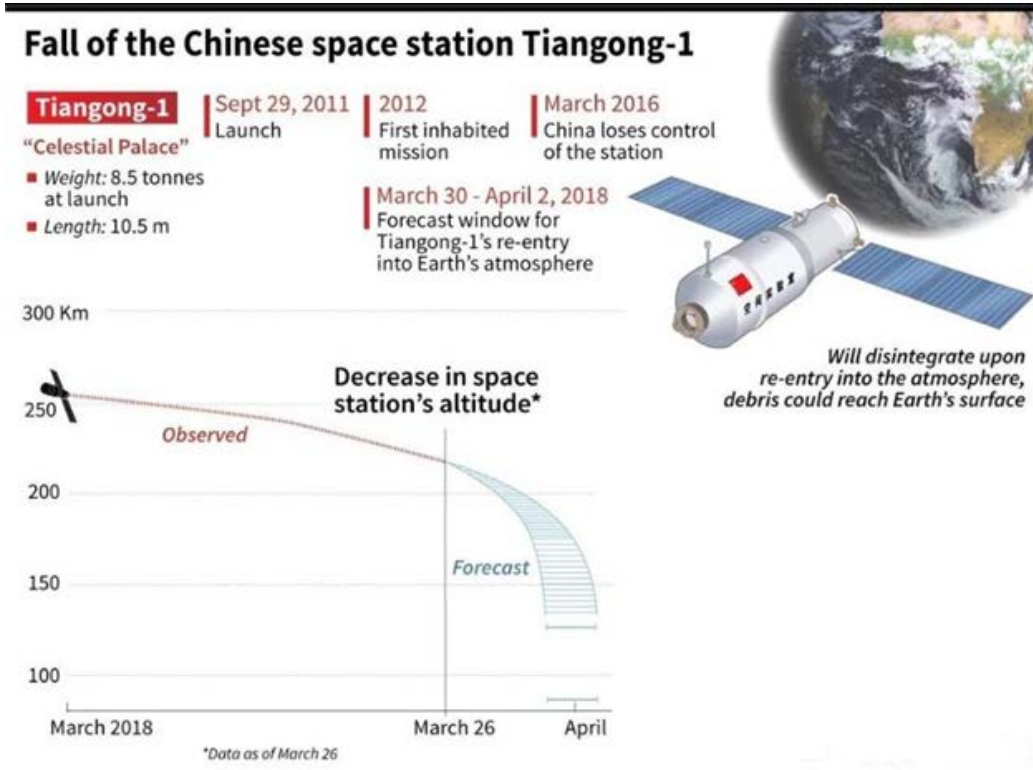 Fall of the Chinese space station Tiangong-1
Tiangong-1
"Celestial Palace"
Weight: 8.5 tonnes
at launch
Length: 10.5 m
Sept 29, 2011
Launch
2012
First inhabited
mission
March 2016
China loses control
of the station
March 30 - April 2, 2018
Forecast window for
Tiangong-1's re-entry
into Earth's atmosphere
Will disintegrate upon
re-entry into the atmosphere,
debris could reach Earth's surface
300 Km
Decrease in space
station's altitude*
250
Observed
200
Forecast
150
100
March 2018
March 26
April
*Data as of March 26